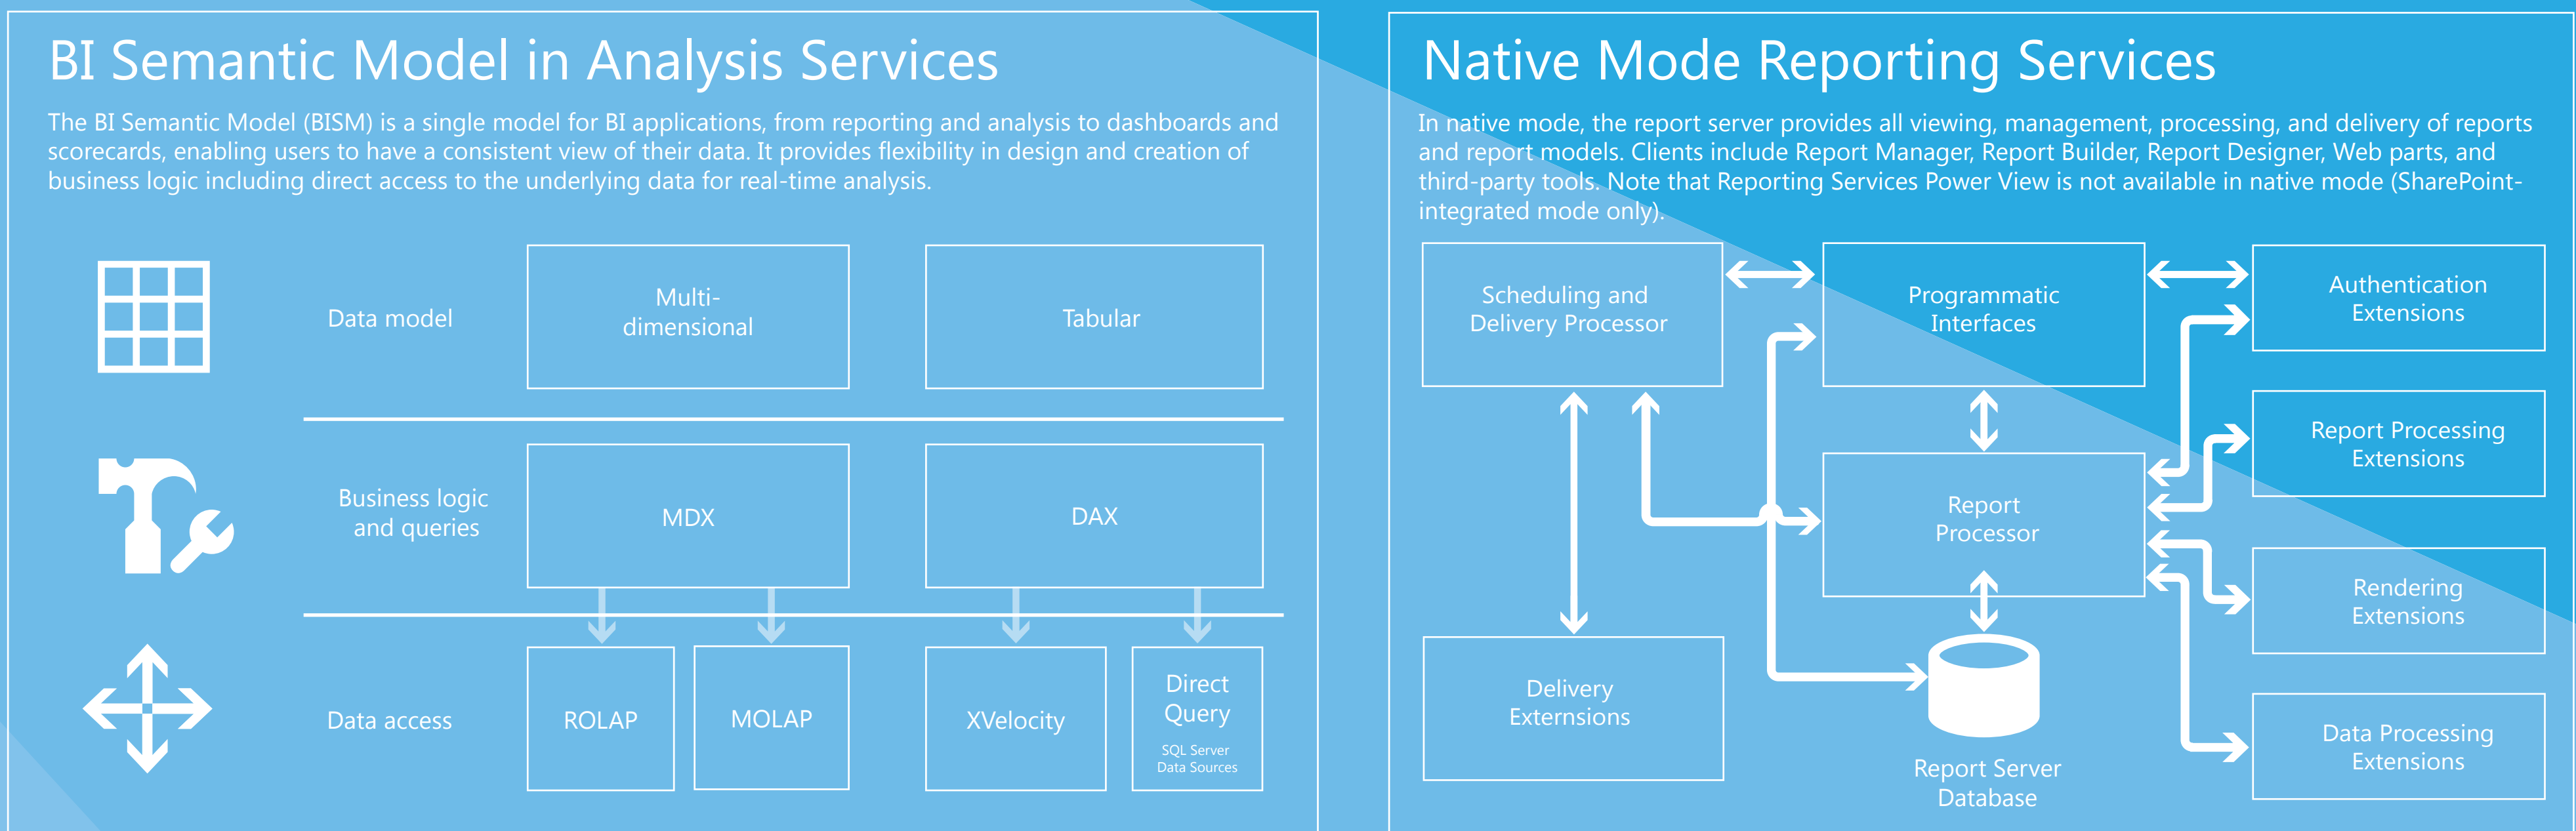 BI Semantic Model in Analysis Services
The BI Semantic Model (BISM) is a single model for BI applications, from reporting and analysis to dashboards and
scorecards, enabling users to have a consistent view of their data. It provides flexibility in design and creation of
business logic including direct access to the underlying data for real-time analysis.
Data model
Multi-
dimensional
Tabular
Business logic
and queries
MDX
DAX
Data access
ROLAP
MOLAP
XVelocity
Direct
Query
SQL Server
Data Sources
Native Mode Reporting Services
In native mode, the report server provides all viewing, management, processing, and delivery of reports
and report models. Clients include Report Manager, Report Builder, Report Designer, Web parts, and
third-party tools. Note that Reporting Services Power View is not available in native mode (SharePoint-
integrated mode only).
Scheduling and
Delivery Processor
Programmatic
Interfaces
Authentication
Extensions
Report Processing
Extensions
Report
Processor
Rendering
Extensions
Delivery
Externsions
Report Server
Database
Data Processing
Extensions